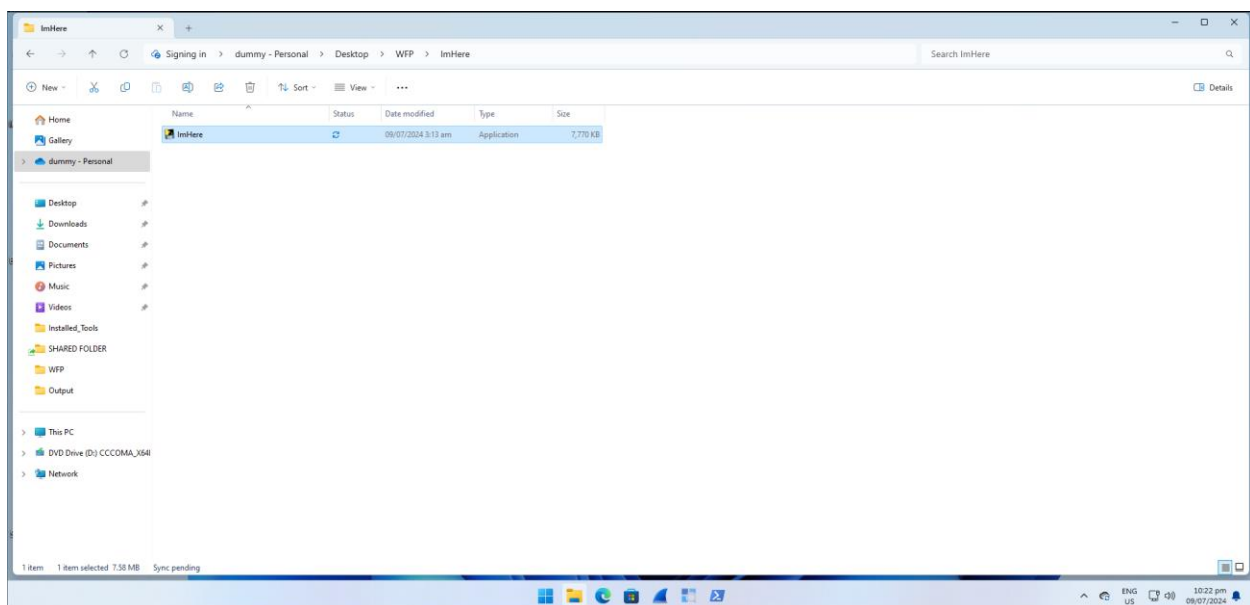 ImHere
Signing in > dummy - Personal > Desktop > WFP > ImHere
Search ImHere
New
Sort
View
Details
Name Status Date modified Type Size
ImHere 09/07/2024 3:13 am Application 7,770 KB
Home
Gallery
dummy - Personal
Desktop
Downloads
Documents
Pictures
Music
Videos
Installed_Tools
SHARED FOLDER
WFP
Output
This PC
DVD Drive (D:) CCCOMA_X64
Network
1 item 1 item selected 7.58 MB Sync pending
ENG
US
10:22 pm
09/07/2024